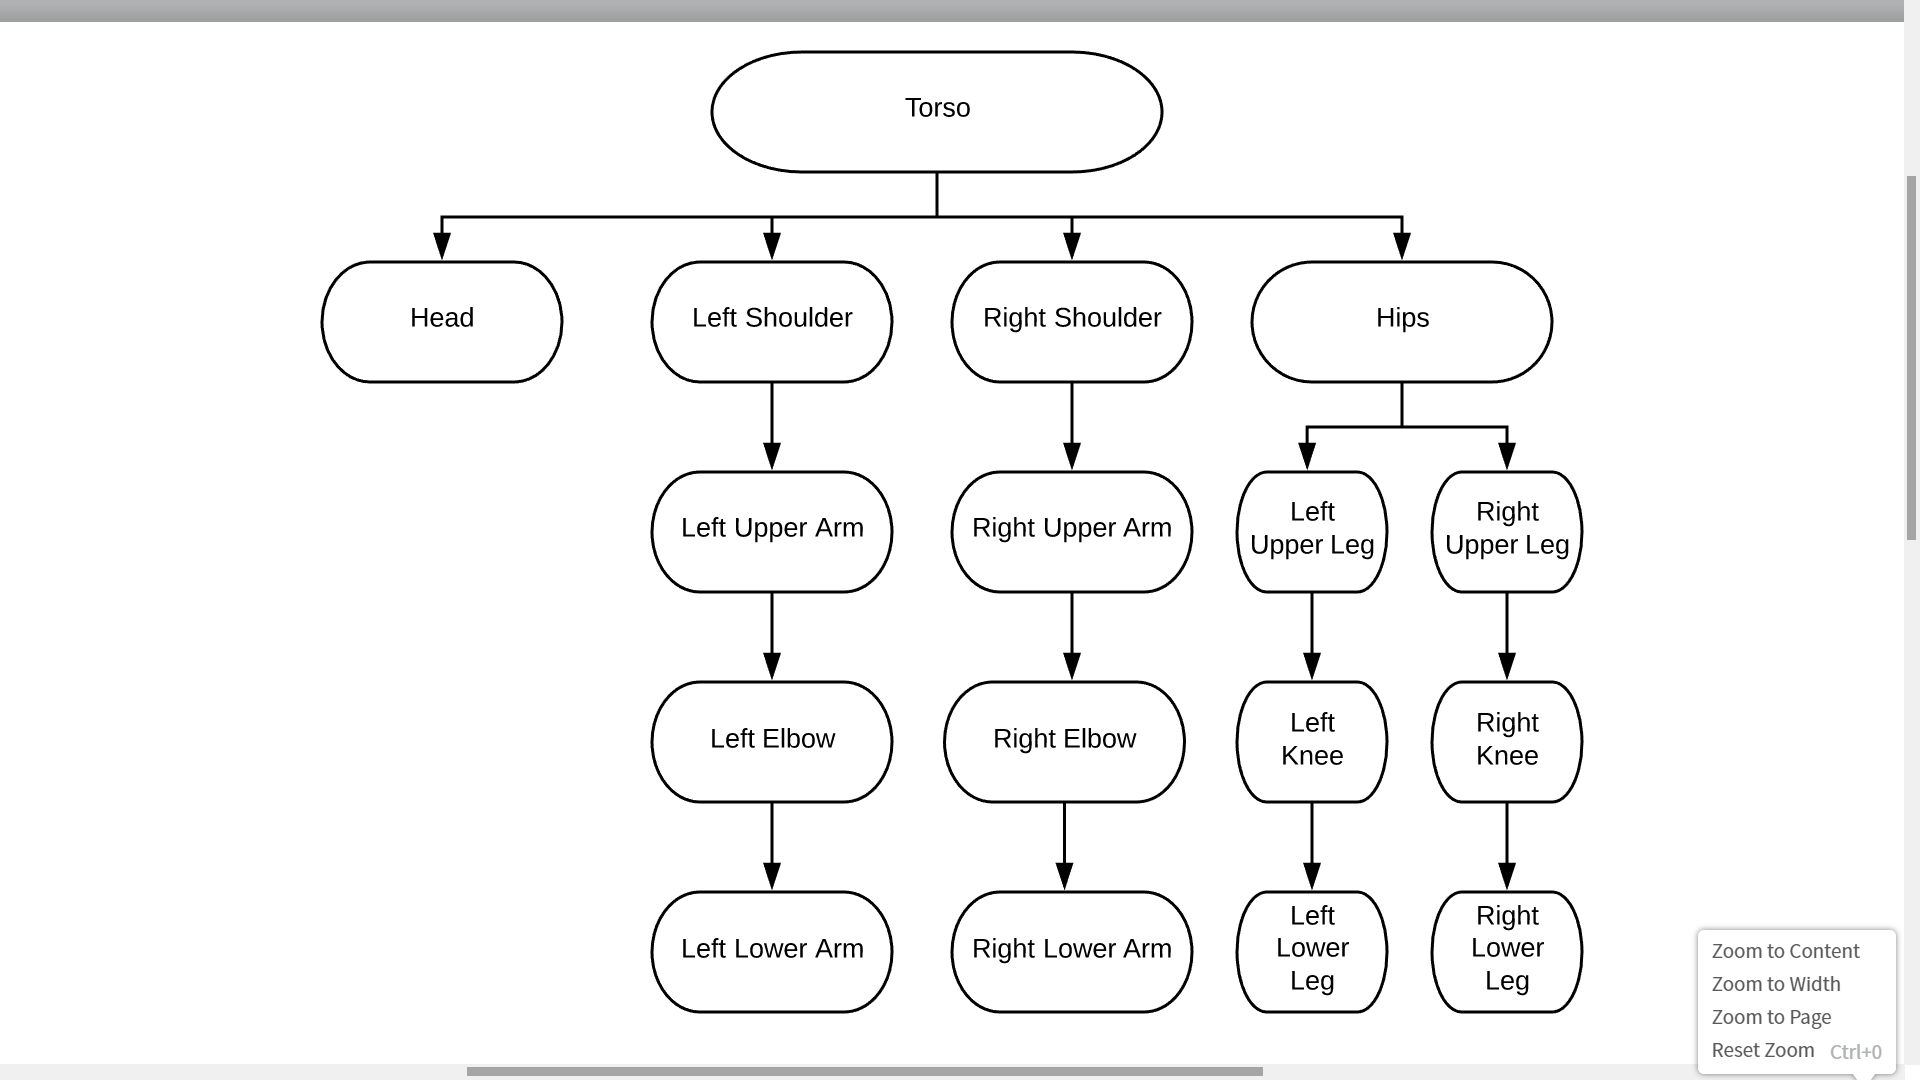 Torso
Head
Left Shoulder
Right Shoulder
Hips
Left Upper Arm
Right Upper Arm
Left
Upper Leg
Right
Upper Leg
Left Elbow
Right Elbow
Left
Knee
Right
Knee
Left Lower Arm
Right Lower Arm
Left
Lower
Leg
Right
Lower
Leg
Zoom to Content
Zoom to Width
Zoom to Page
Reset Zoom Ctrl+0